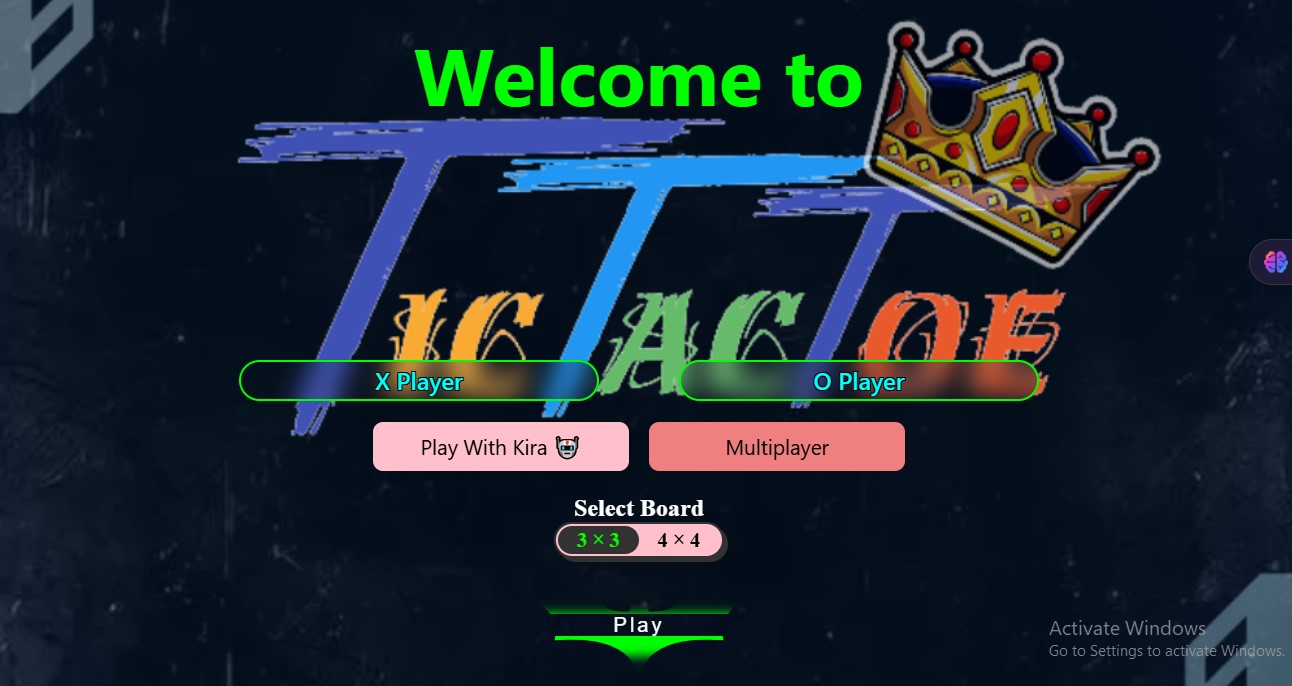 Welcome to
TIC TAC TOE
X Player
O Player
Play With Kira
Multiplayer
Select Board
3 × 3
4 × 4
Play
Activate Windows
Go to Settings to activate Windows.